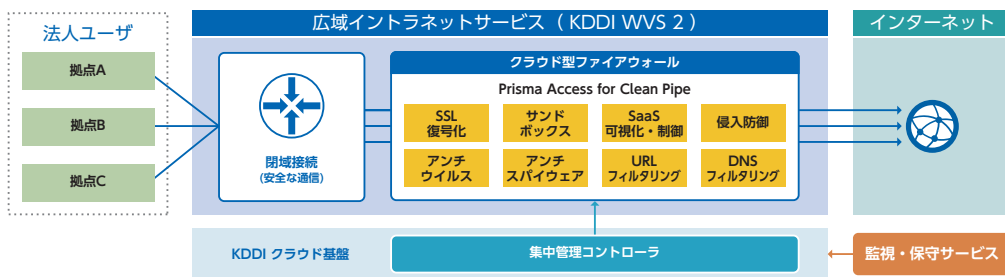 法人ユーザ
拠点A
拠点B
拠点C
広域イントラネットサービス（ KDDI WVS 2 ）
閉域接続
(安全な通信)
クラウド型ファイアウォール
Prisma Access for Clean Pipe
SSL
復号化
サンド
ボックス
SaaS
可視化・制御
侵入防御
アンチ
ウイルス
アンチ
スパイウェア
URL
フィルタリング
DNS
フィルタリング
インターネット
KDDI クラウド基盤
集中管理コントローラ
監視・保守サービス